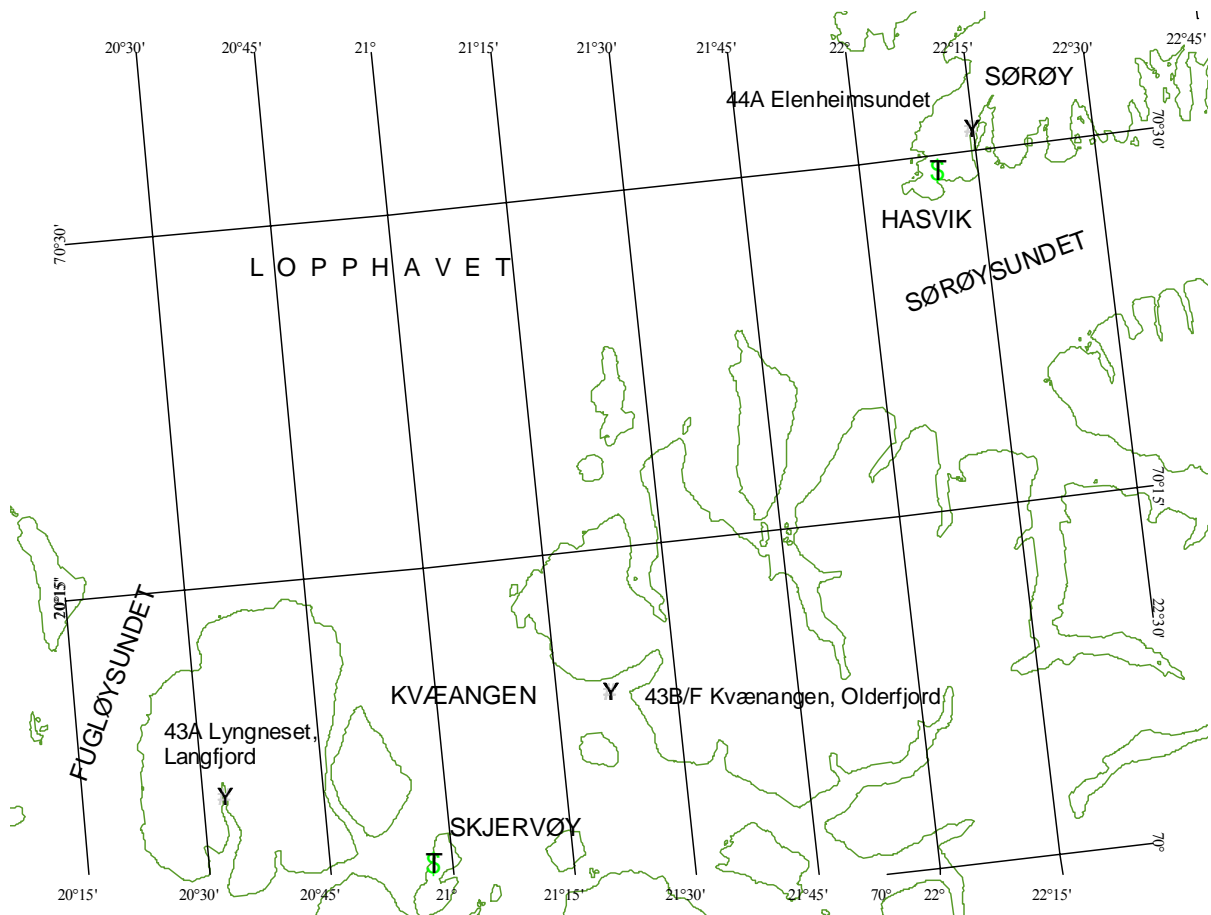 20°30' 20°45' 21° 21°15' 21°30' 21°45' 22° 22°15' 22°30' 22°45'
SØRØY
44A Elenheimsundet
Y
70°30'
T
S
HASVIK
70°30'
LOPPHAVET
SØRØYSUNDET
70°15'
20°15"
22°30'
FUGLØYSUNDET
KVÆANGEN
Y
43B/F Kvænangen, Olderfjord
43A Lyngneset,
Langfjord
Y
SKJERVØY
T
S
70°
20°15' 20°30' 20°45' 21° 21°15' 21°30' 21°45' 70° 22° 22°15'